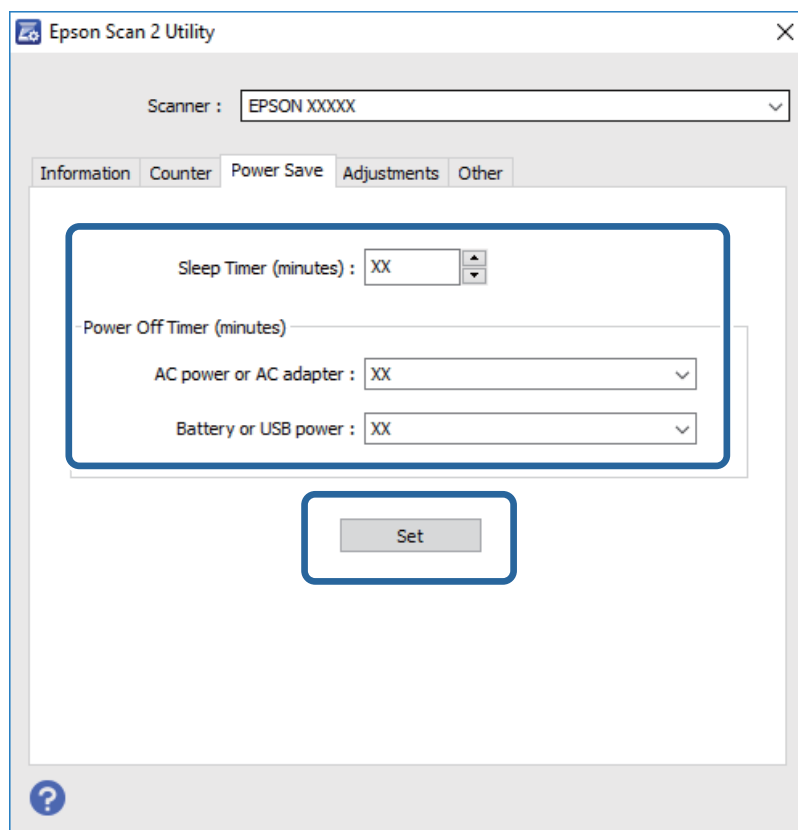 Epson Scan 2 Utility
Scanner : EPSON XXXXX
Information Counter Power Save Adjustments Other
Sleep Timer (minutes) : XX
Power Off Timer (minutes)
AC power or AC adapter : XX
Battery or USB power : XX
Set
?